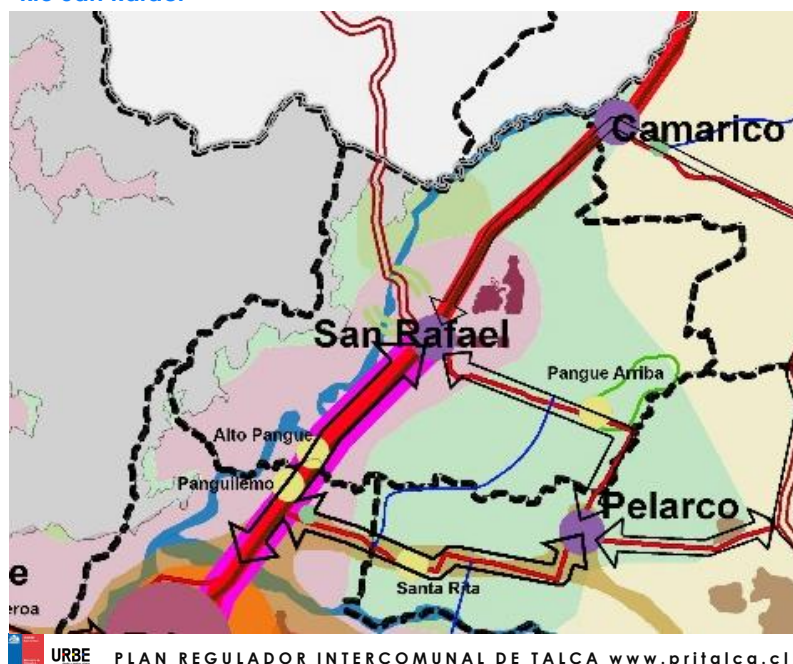 Camarico
San Rafael
Pangue Arriba
Alto Pangue
Panguilemo
Pelarco
Santa Rita
e
eroa
URBE PLAN REGULADOR INTERCOMUNAL DE TALCA www.pritalca.cl